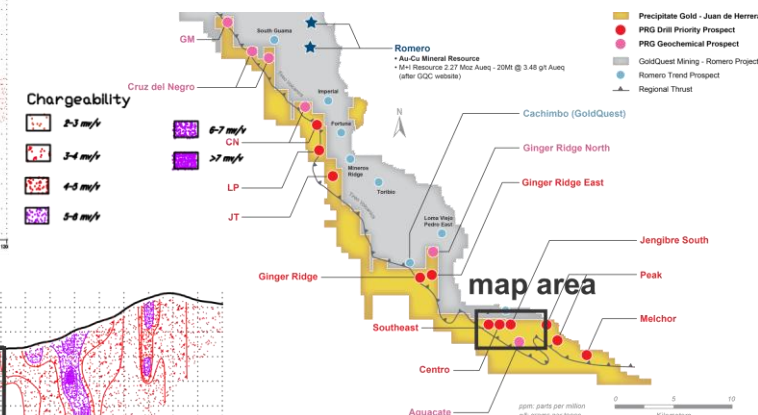 GM
Cruz del Negro
CN
LP
JT
Ginger Ridge
Southeast
Centro
Aguacate
South Guama
Imperial
Fortuna
Mineros
Ridge
Toribio
Loma Viejo
Pedro East
N
Romero
• Au-Cu Mineral Resource
• M+I Resource 2.27 Moz Aueq - 20Mt @ 3.48 g/t Aueq
(after GQC website)
Cachimbo (GoldQuest)
Ginger Ridge North
Ginger Ridge East
Jengibre South
Peak
Melchor
map area
Precipitate Gold - Juan de Herrera
PRG Drill Priority Prospect
PRG Geochemical Prospect
GoldQuest Mining - Romero Project
Romero Trend Prospect
Regional Thrust
Chargeability
2-3 mv/v
3-4 mv/v
4-5 mv/v
5-6 mv/v
6-7 mv/v
>7 mv/v
ppm: parts per million
0 5 10